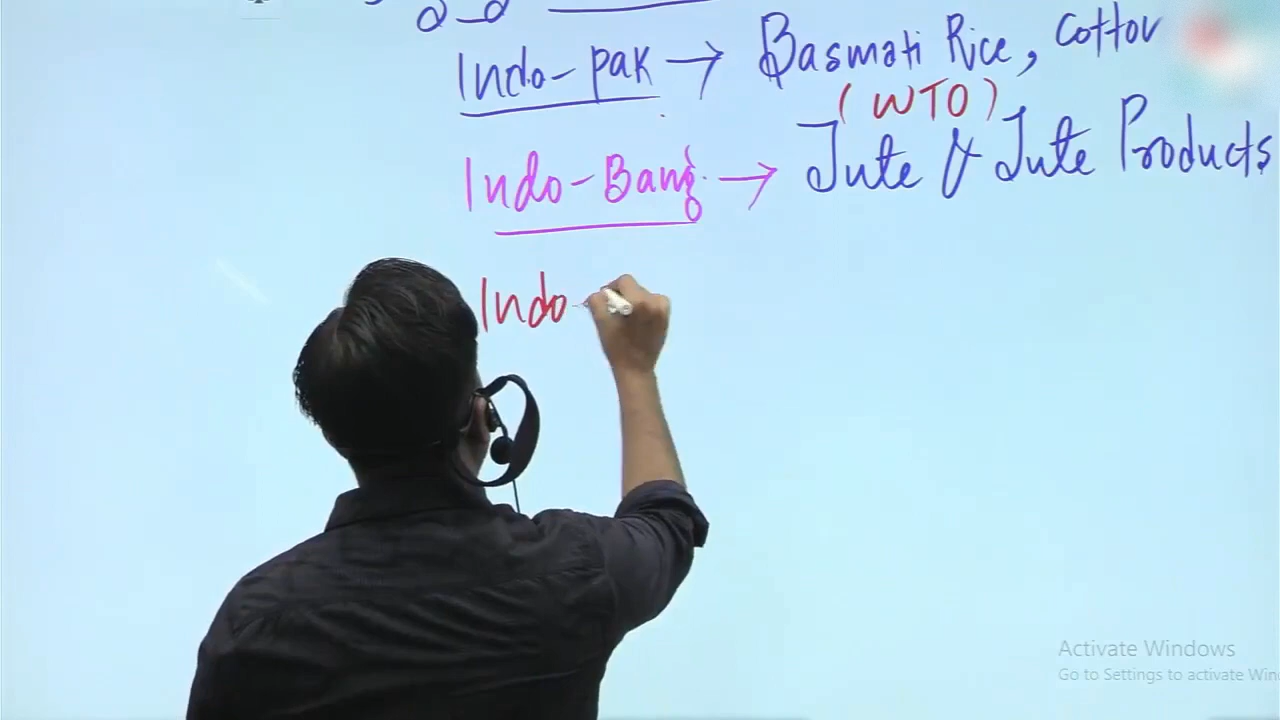 Indo-Pak → Basmati Rice, Cotton
(WTO)
Indo-Bang. → Jute & Jute Products
Indo-
Activate Windows
Go to Settings to activate Win